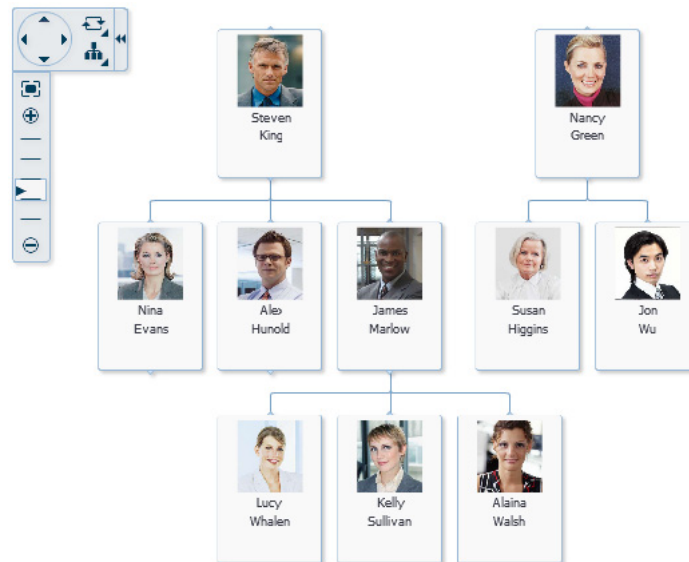 Steven
King
Nancy
Green
Nina
Evans
Alex
Hunold
James
Marlow
Susan
Higgins
Jon
Wu
Lucy
Whalen
Kelly
Sullivan
Alaina
Walsh